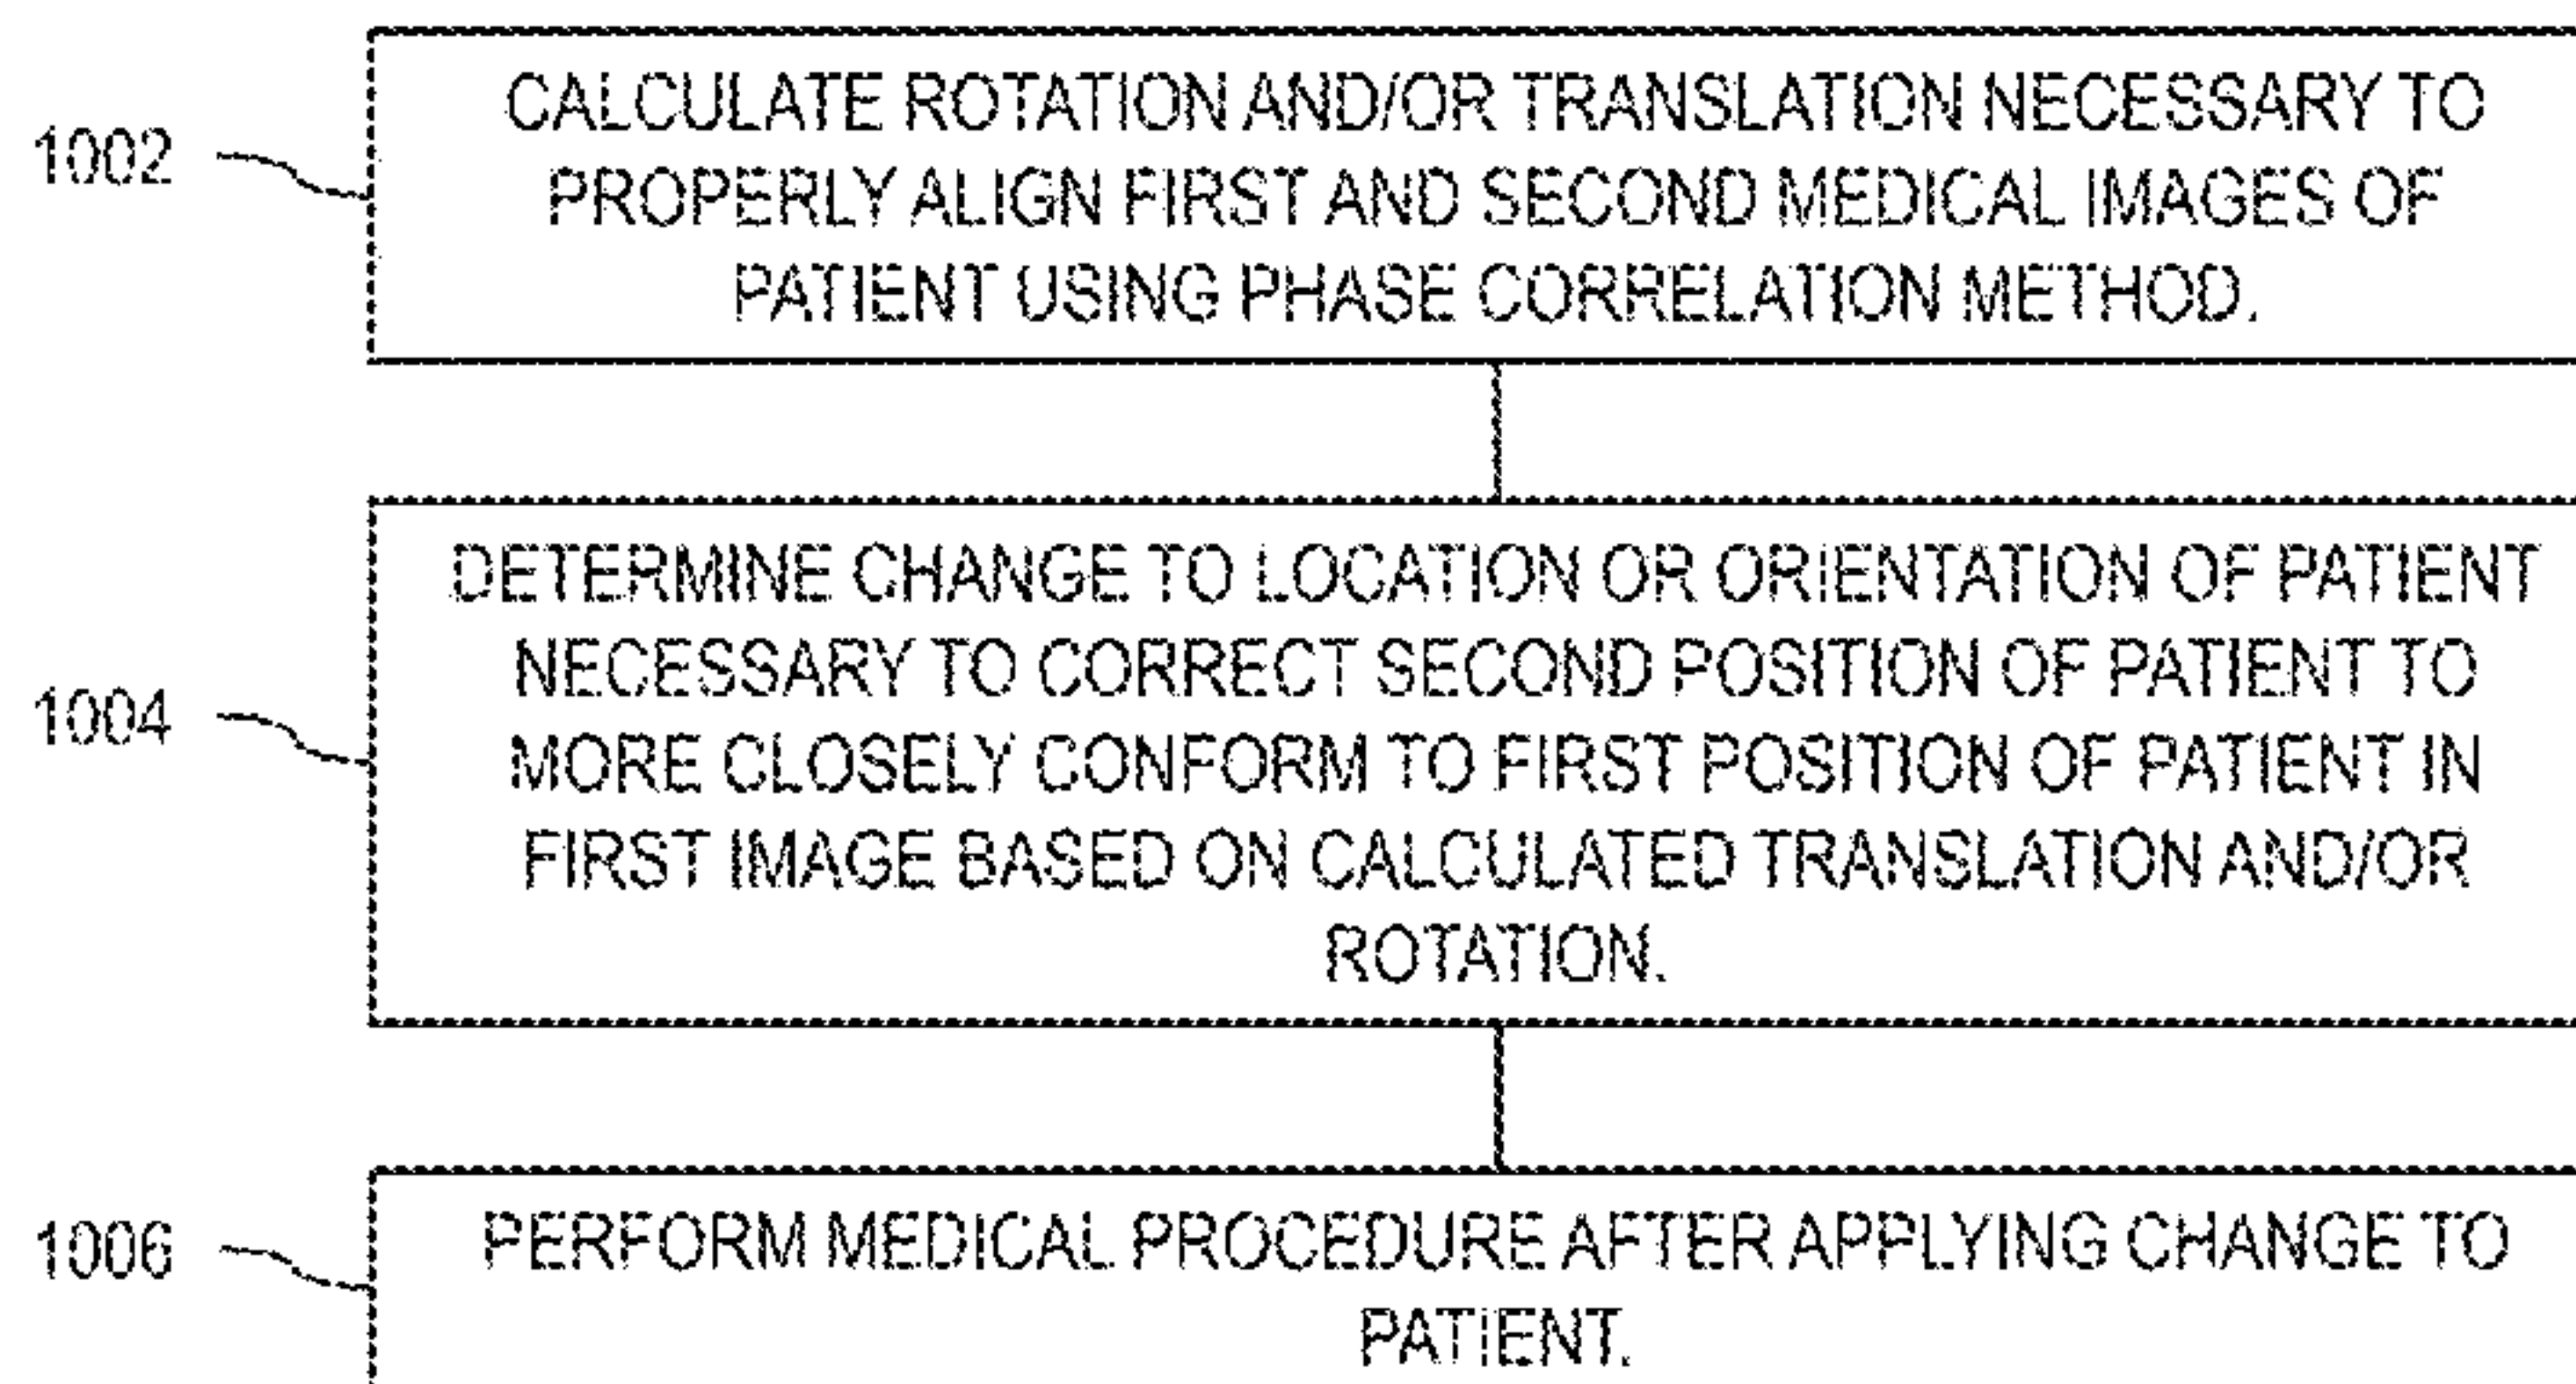 1002
CALCULATE ROTATION AND/OR TRANSLATION NECESSARY TO
PROPERLY ALIGN FIRST AND SECOND MEDICAL IMAGES OF
PATIENT USING PHASE CORRELATION METHOD.
1004
DETERMINE CHANGE TO LOCATION OR ORIENTATION OF PATIENT
NECESSARY TO CORRECT SECOND POSITION OF PATIENT TO
MORE CLOSELY CONFORM TO FIRST POSITION OF PATIENT IN
FIRST IMAGE BASED ON CALCULATED TRANSLATION AND/OR
ROTATION.
1006
PERFORM MEDICAL PROCEDURE AFTER APPLYING CHANGE TO
PATIENT.